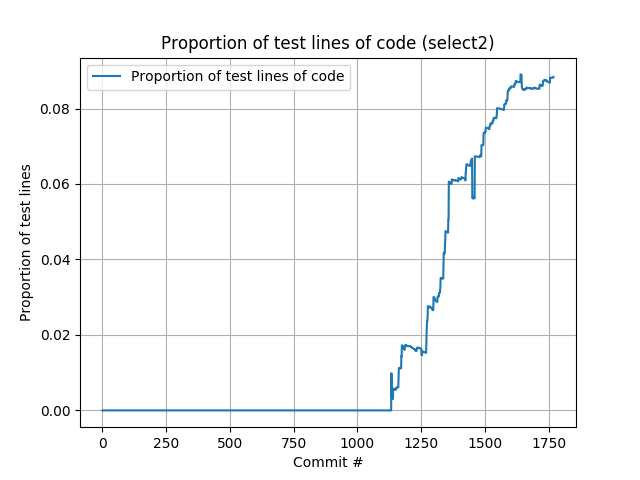 Proportion of test lines of code (select2)
Proportion of test lines of code
Proportion of test lines
0.08
0.06
0.04
0.02
0.00
0 250 500 750 1000 1250 1500 1750
Commit #